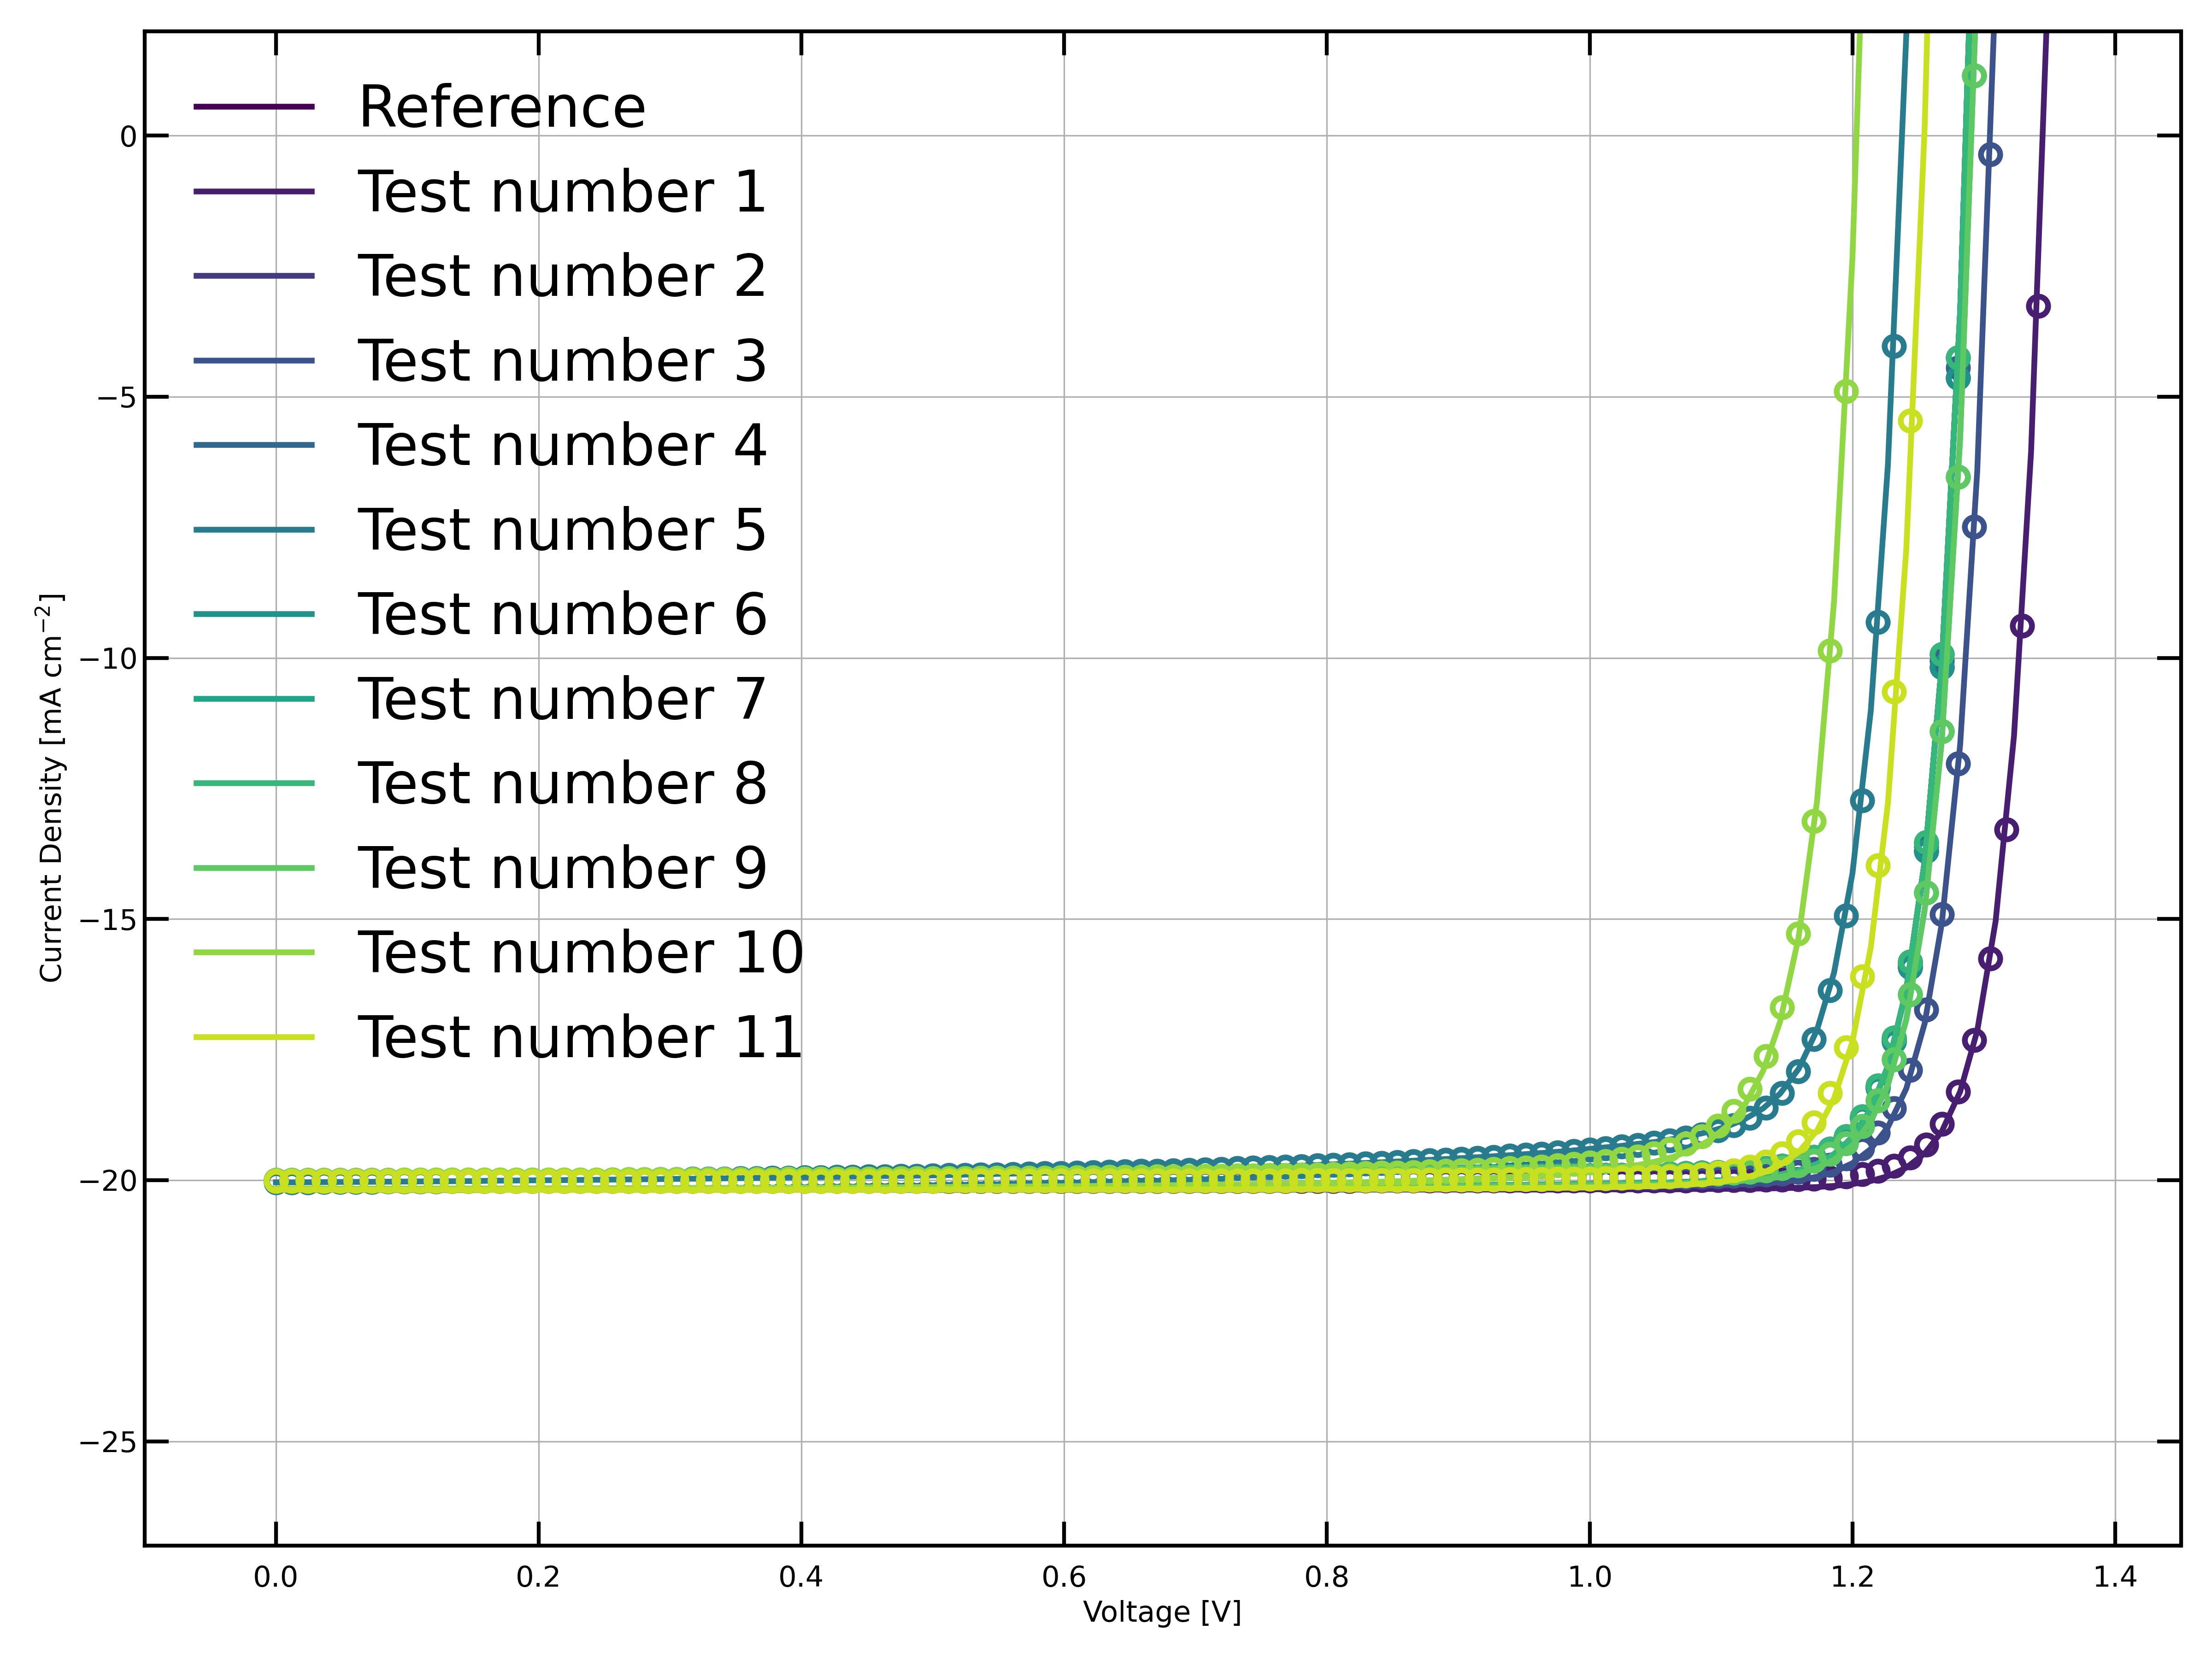 Reference
Test number 1
Test number 2
Test number 3
Test number 4
Test number 5
Test number 6
Test number 7
Test number 8
Test number 9
Test number 10
Test number 11
0
−5
−10
−15
−20
−25
Current Density [mA cm⁻²]
0.0 0.2 0.4 0.6 0.8 1.0 1.2 1.4
Voltage [V]